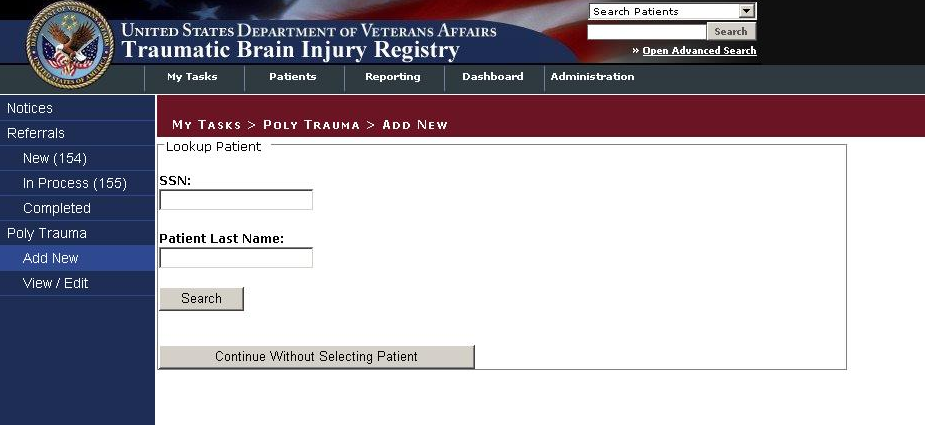 Search Patients
UNITED STATES DEPARTMENT OF VETERANS AFFAIRS
Traumatic Brain Injury Registry
Search
» Open Advanced Search
My Tasks Patients Reporting Dashboard Administration
Notices
Referrals
New (154)
In Process (155)
Completed
Poly Trauma
Add New
View / Edit
MY TASKS > POLY TRAUMA > ADD NEW
Lookup Patient
SSN:
Patient Last Name:
Search
Continue Without Selecting Patient